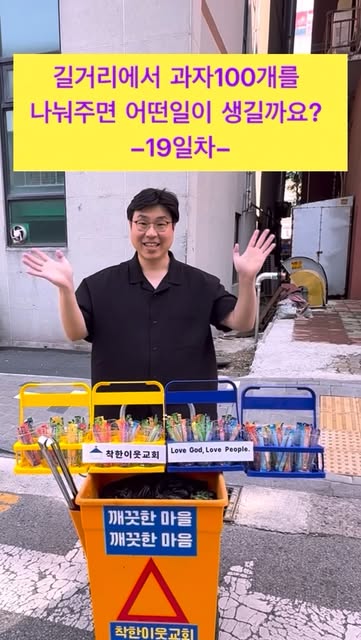 길거리에서 과자100개를
나눠주면 어떤일이 생길까요?
-19일차-
착한이웃교회
Love God, Love People.
깨끗한 마을
깨끗한 마음
착한이웃교회